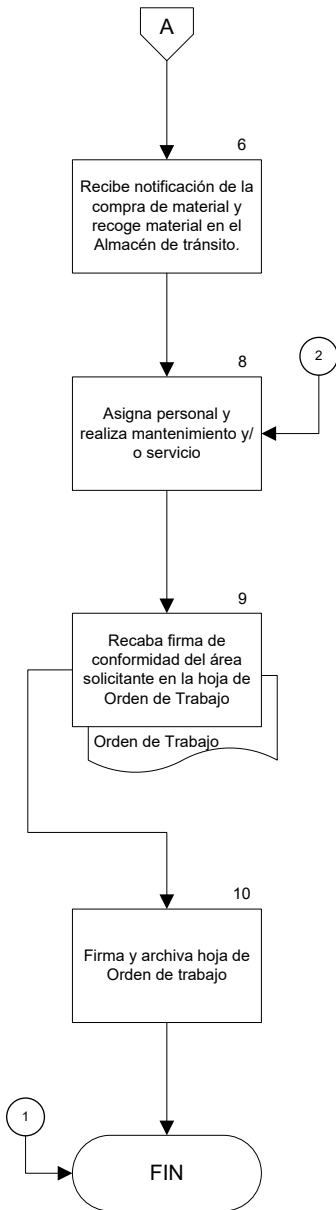 A
6
Recibe notificación de la
compra de material y
recoge material en el
Almacén de tránsito.
2
8
Asigna personal y
realiza mantenimiento y/
o servicio
9
Recaba firma de
conformidad del área
solicitante en la hoja de
Orden de Trabajo
Orden de Trabajo
10
Firma y archiva hoja de
Orden de trabajo
1
FIN